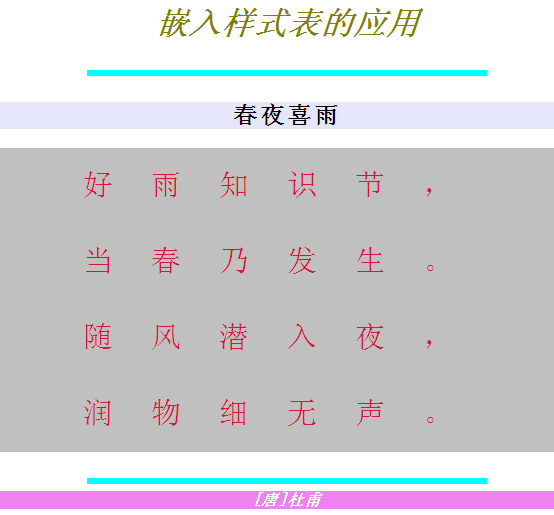 嵌入样式表的应用
春夜喜雨
好雨知识节，
当春乃发生。
随风潜入夜，
润物细无声。
[唐]杜甫